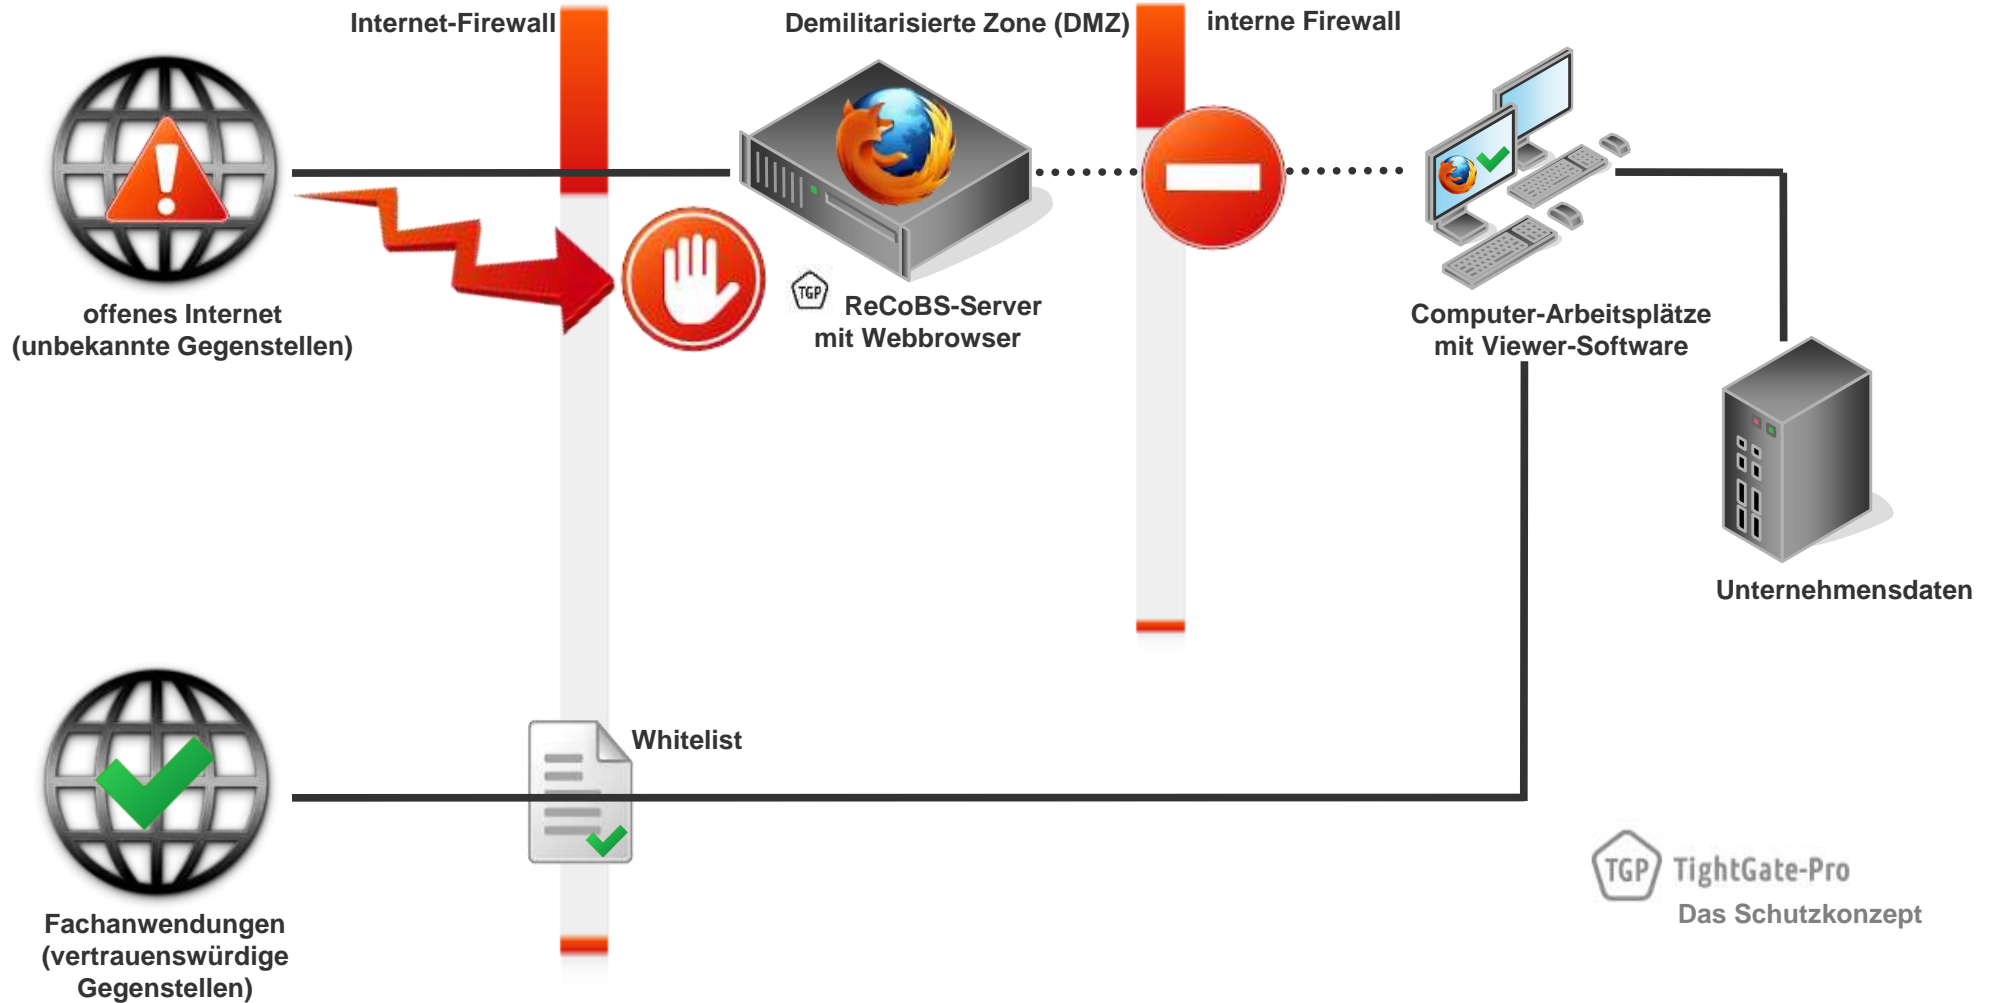 Internet-Firewall
Demilitarisierte Zone (DMZ)
interne Firewall
offenes Internet
(unbekannte Gegenstellen)
TGP
ReCoBS-Server
mit Webbrowser
Computer-Arbeitsplätze
mit Viewer-Software
Unternehmensdaten
Whitelist
Fachanwendungen
(vertrauenswürdige
Gegenstellen)
TGP TightGate-Pro
Das Schutzkonzept